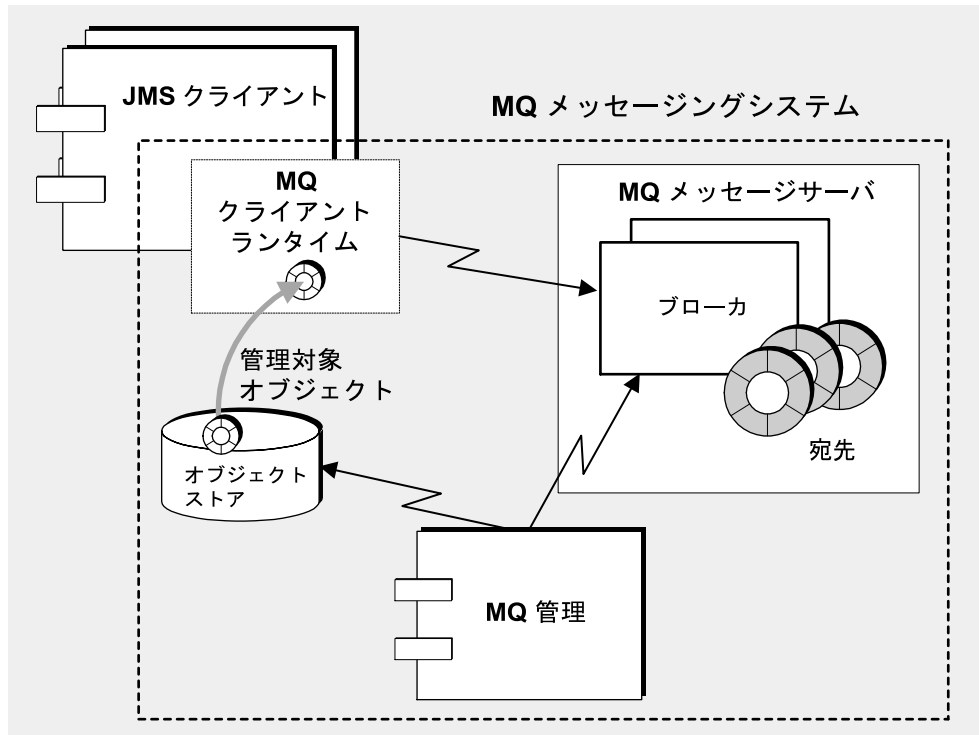 JMS クライアント
MQ メッセージングシステム
MQ
クライアント
ランタイム
MQ メッセージサーバ
ブローカ
管理対象
オブジェクト
宛先
オブジェクト
ストア
MQ 管理